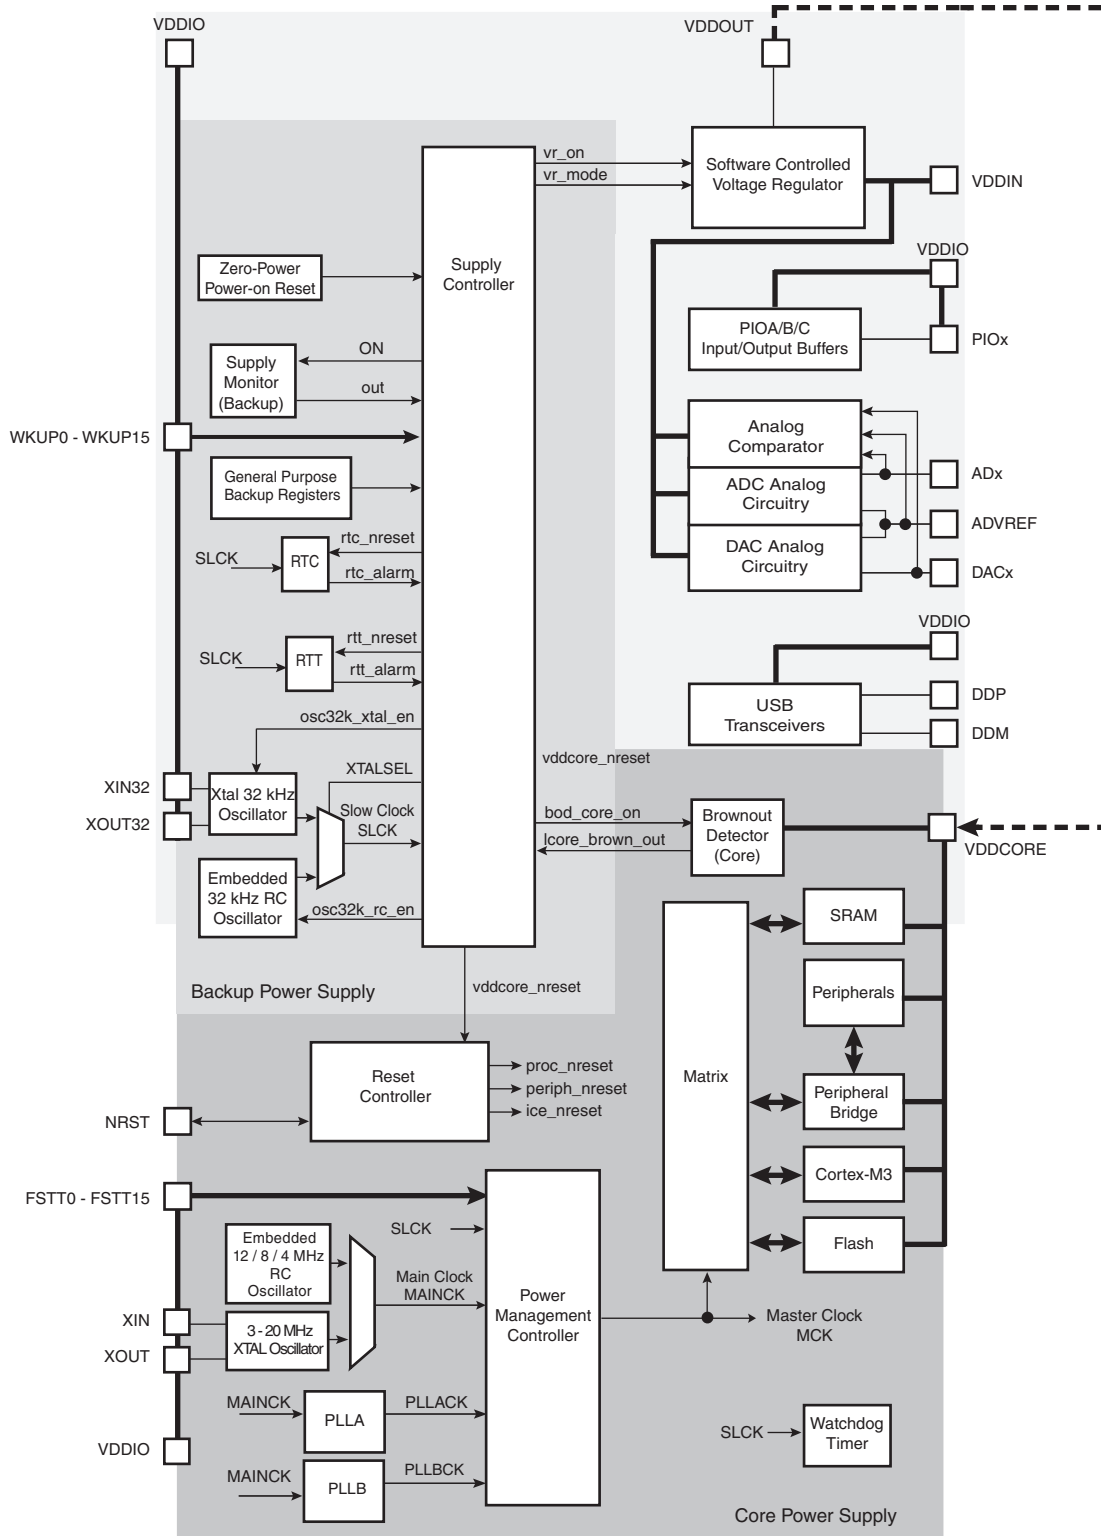 VDDIO
VDDOUT
vr_on
vr_mode
Software Controlled
Voltage Regulator
VDDIN
Supply
Controller
Zero-Power
Power-on Reset
VDDIO
PIOA/B/C
Input/Output Buffers
PIOx
Supply
Monitor
(Backup)
ON
out
WKUP0 - WKUP15
General Purpose
Backup Registers
Analog
Comparator
ADC Analog
Circuitry
DAC Analog
Circuitry
ADx
ADVREF
DACx
SLCK
RTC
rtc_nreset
rtc_alarm
SLCK
RTT
rtt_nreset
rtt_alarm
VDDIO
USB
Transceivers
DDP
DDM
osc32k_xtal_en
XIN32
XOUT32
Xtal 32 kHz
Oscillator
XTALSEL
Slow Clock
SLCK
Embedded
32 kHz RC
Oscillator
osc32k_rc_en
vddcore_nreset
bod_core_on
lcore_brown_out
Brownout
Detector
(Core)
VDDCORE
SRAM
Peripherals
Matrix
Peripheral
Bridge
Cortex-M3
Flash
Backup Power Supply
vddcore_nreset
Reset
Controller
proc_nreset
periph_nreset
ice_nreset
NRST
FSTT0 - FSTT15
SLCK
Embedded
12 / 8 / 4 MHz
RC
Oscillator
Main Clock
MAINCK
Power
Management
Controller
XIN
XOUT
3 - 20 MHz
XTAL Oscillator
Master Clock
MCK
MAINCK
PLLA
PLLACK
VDDIO
MAINCK
PLLB
PLLBCK
SLCK
Watchdog
Timer
Core Power Supply